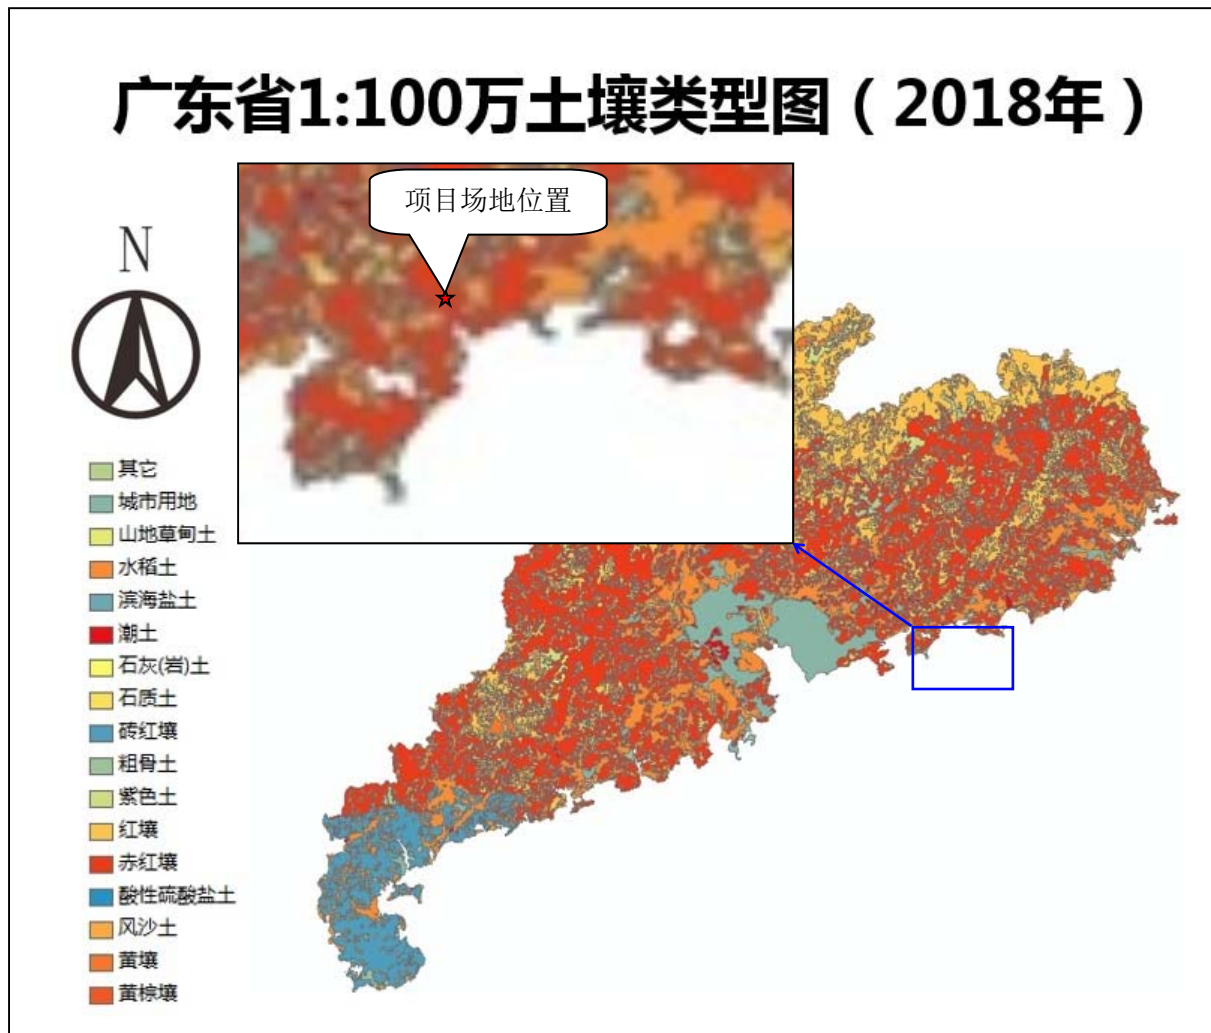 广东省1:100万土壤类型图（2018年）
项目场地位置
N
其它
城市用地
山地草甸土
水稻土
滨海盐土
潮土
石灰(岩)土
石质土
砖红壤
粗骨土
紫色土
红壤
赤红壤
酸性硫酸盐土
风沙土
黄壤
黄棕壤